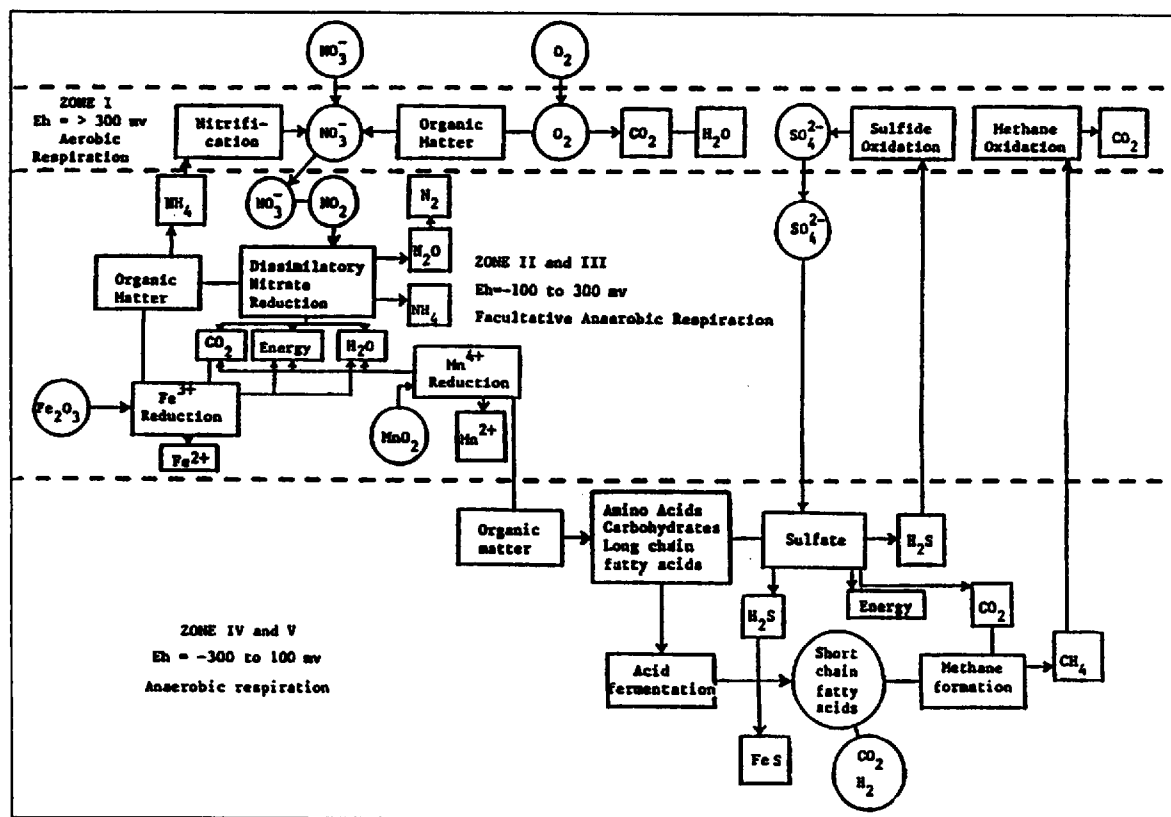 NO3-
O2
ZONE I
Eh = > 300 mv
Aerobic
Respiration
Nitrifi-
cation
NO3-
Organic
Matter
O2
CO2
H2O
SO4 2-
Sulfide
Oxidation
Methane
Oxidation
CO2
NH4
NO3-
NO2
N2
N2O
SO4 2-
Organic
Matter
Dissimilatory
Nitrate
Reduction
NH4
ZONE II and III
Eh=-100 to 300 mv
Facultative Anaerobic Respiration
CO2
Energy
H2O
Mn4+
Reduction
Fe2O3
Fe3+
Reduction
MnO2
Mn2+
Fe2+
Organic
matter
Amino Acids
Carbohydrates
Long chain
fatty acids
Sulfate
H2S
H2S
Energy
CO2
ZONE IV and V
Eh = -300 to 100 mv
Anaerobic respiration
Acid
fermentation
Short
chain
fatty
acids
Methane
formation
CH4
FeS
CO2
H2